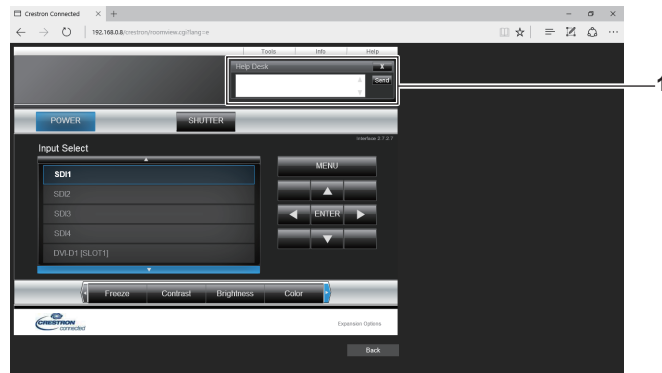 Crestron Connected
192.168.0.8/crestron/roomview.cgi?lang=e
Tools Info Help
Help Desk X
Send
1
POWER SHUTTER
Interface 2.7.2.7
Input Select
SDI1
SDI2
SDI3
SDI4
DVI-D1 [SLOT1]
MENU
ENTER
Freeze Contrast Brightness Color
CRESTRON
connected
Expansion Options
Back